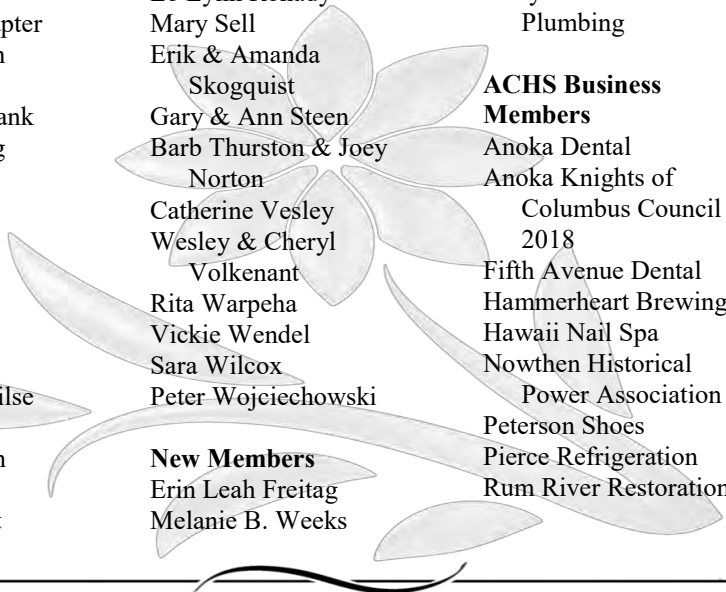 pter
n
ank
g
ilse
n
t
Mary Sell
Erik & Amanda
Skogquist
Gary & Ann Steen
Barb Thurston & Joey
Norton
Catherine Vesley
Wesley & Cheryl
Volkenant
Rita Warpeha
Vickie Wendel
Sara Wilcox
Peter Wojciechowski
New Members
Erin Leah Freitag
Melanie B. Weeks
Plumbing
ACHS Business
Members
Anoka Dental
Anoka Knights of
Columbus Council
2018
Fifth Avenue Dental
Hammerheart Brewing
Hawaii Nail Spa
Nowthen Historical
Power Association
Peterson Shoes
Pierce Refrigeration
Rum River Restoration